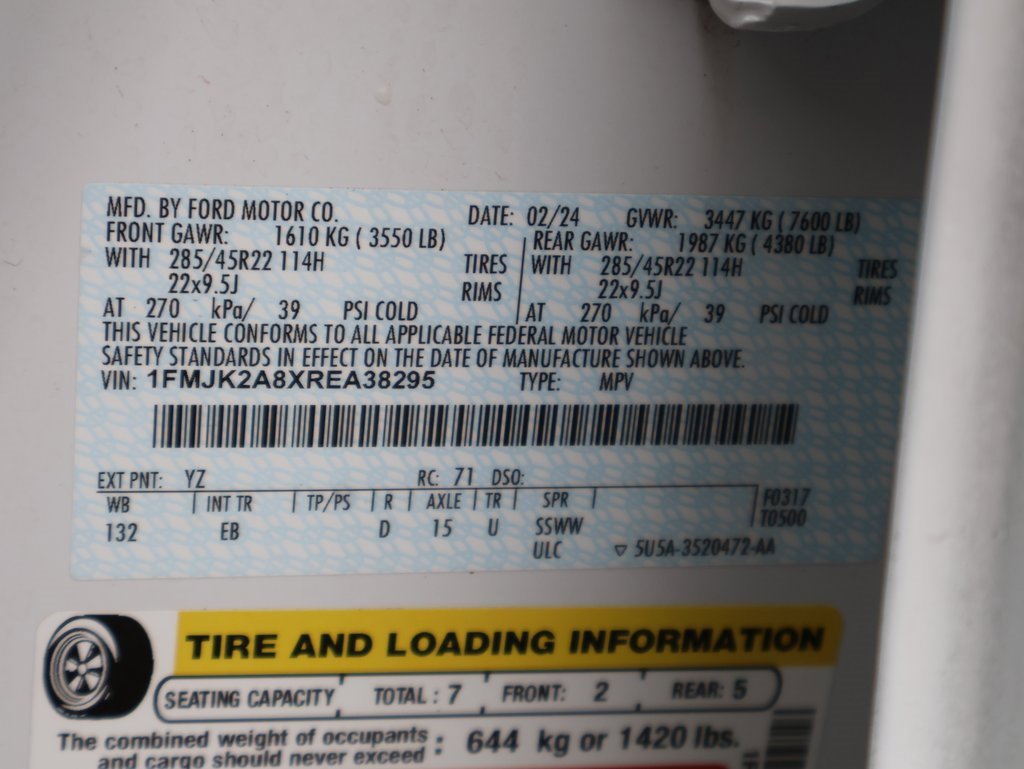 MFD. BY FORD MOTOR CO. DATE: 02/24 GVWR: 3447 KG ( 7600 LB)
FRONT GAWR: 1610 KG ( 3550 LB) REAR GAWR: 1987 KG ( 4380 LB)
WITH 285/45R22 114H TIRES WITH 285/45R22 114H TIRES
22x9.5J RIMS 22x9.5J RIMS
AT 270 kPa/ 39 PSI COLD AT 270 kPa/ 39 PSI COLD
THIS VEHICLE CONFORMS TO ALL APPLICABLE FEDERAL MOTOR VEHICLE
SAFETY STANDARDS IN EFFECT ON THE DATE OF MANUFACTURE SHOWN ABOVE.
VIN: 1FMJK2A8XREA38295 TYPE: MPV
EXT PNT: YZ RC: 71 DSO:
WB INT TR TP/PS R AXLE TR SPR F0317
T0500
132 EB D 15 U SSWW
ULC 5U5A-3520472-AA
TIRE AND LOADING INFORMATION
SEATING CAPACITY TOTAL : 7 FRONT: 2 REAR: 5
The combined weight of occupants
and cargo should never exceed : 644 kg or 1420 lbs.